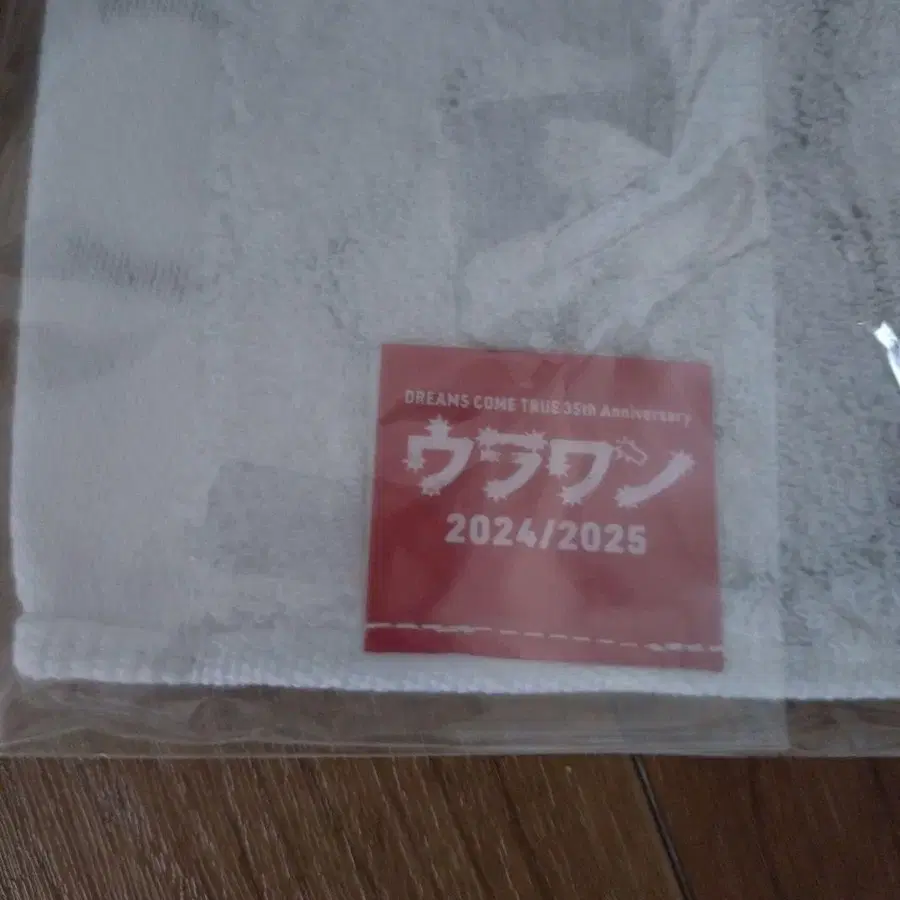 DREAMS COME TRUE 35th Anniversary
ウラワン
2024/2025